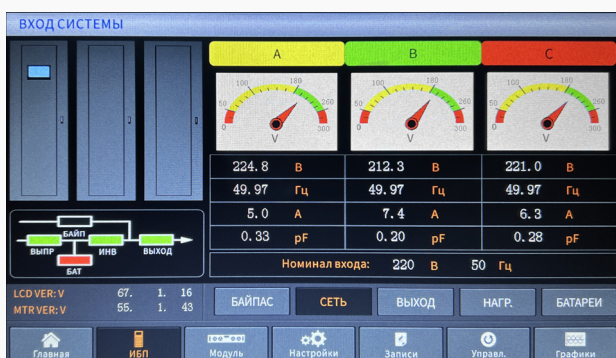 ВХОД СИСТЕМЫ
A B C
50 100 180 260 0 300 V
50 100 180 260 0 300 V
50 100 180 260 0 300 V
224.8 В 212.3 В 221.0 В
49.97 Гц 49.97 Гц 49.97 Гц
5.0 А 7.4 А 6.3 А
0.33 pF 0.20 pF 0.28 pF
Номинал входа: 220 В 50 Гц
БАЙП
ВЫПР ИНВ ВЫХОД
БАТ
LCD VER: V 67. 1. 16
MTR VER: V 55. 1. 43
БАЙПАС СЕТЬ ВЫХОД НАГР. БАТАРЕИ
Главная ИБП Модуль Настройки Записи Управл. Графики